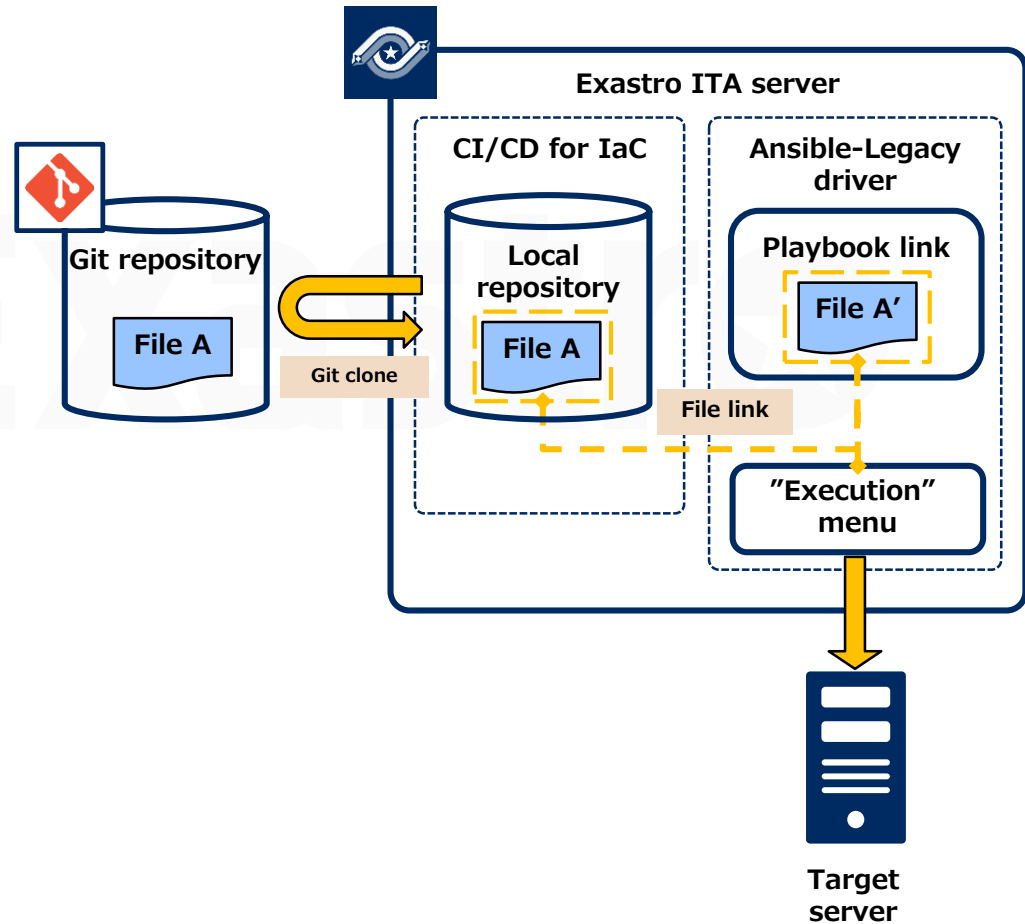 Exastro ITA server
CI/CD for IaC
Ansible-Legacy
driver
Git repository
File A
Git clone
Local
repository
File A
File link
Playbook link
File A’
”Execution”
menu
Target
server
Exastro